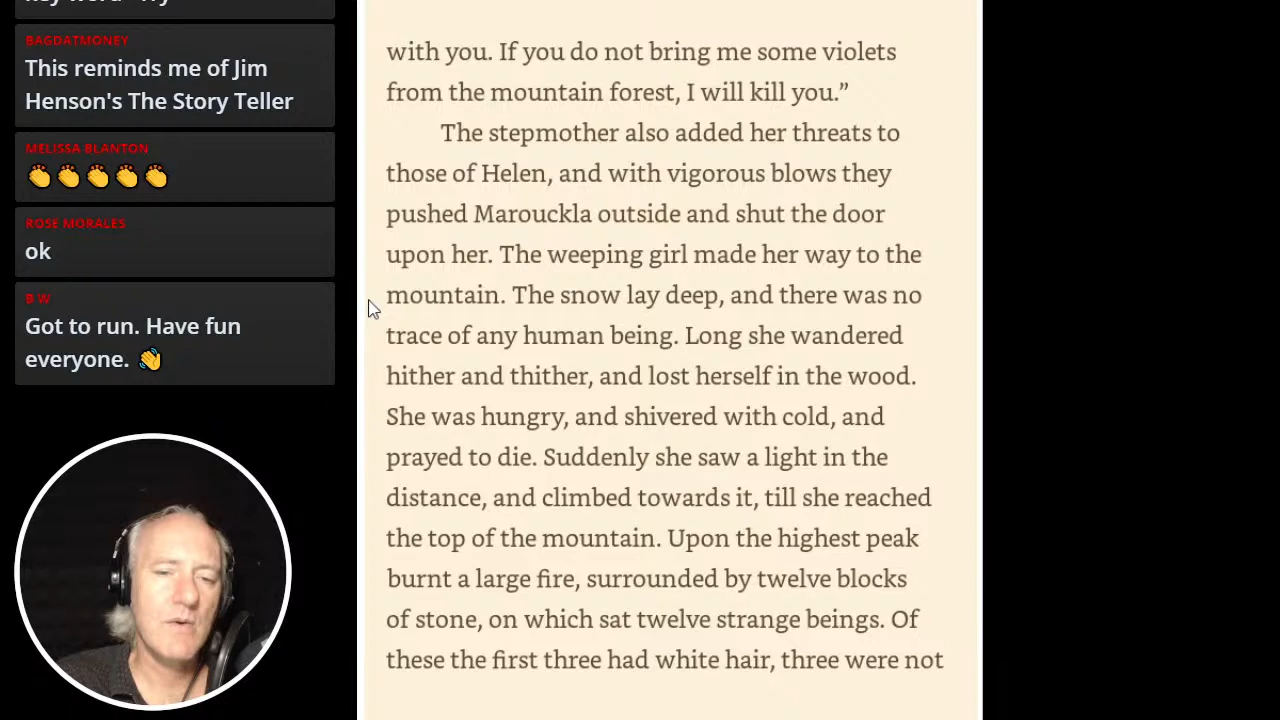 BAGDATMONEY
This reminds me of Jim
Henson's The Story Teller
MELISSA BLANTON
👏👏👏👏👏
ROSE MORALES
ok
B W
Got to run. Have fun
everyone. 👋
with you. If you do not bring me some violets
from the mountain forest, I will kill you.”
The stepmother also added her threats to
those of Helen, and with vigorous blows they
pushed Marouckla outside and shut the door
upon her. The weeping girl made her way to the
mountain. The snow lay deep, and there was no
trace of any human being. Long she wandered
hither and thither, and lost herself in the wood.
She was hungry, and shivered with cold, and
prayed to die. Suddenly she saw a light in the
distance, and climbed towards it, till she reached
the top of the mountain. Upon the highest peak
burnt a large fire, surrounded by twelve blocks
of stone, on which sat twelve strange beings. Of
these the first three had white hair, three were not